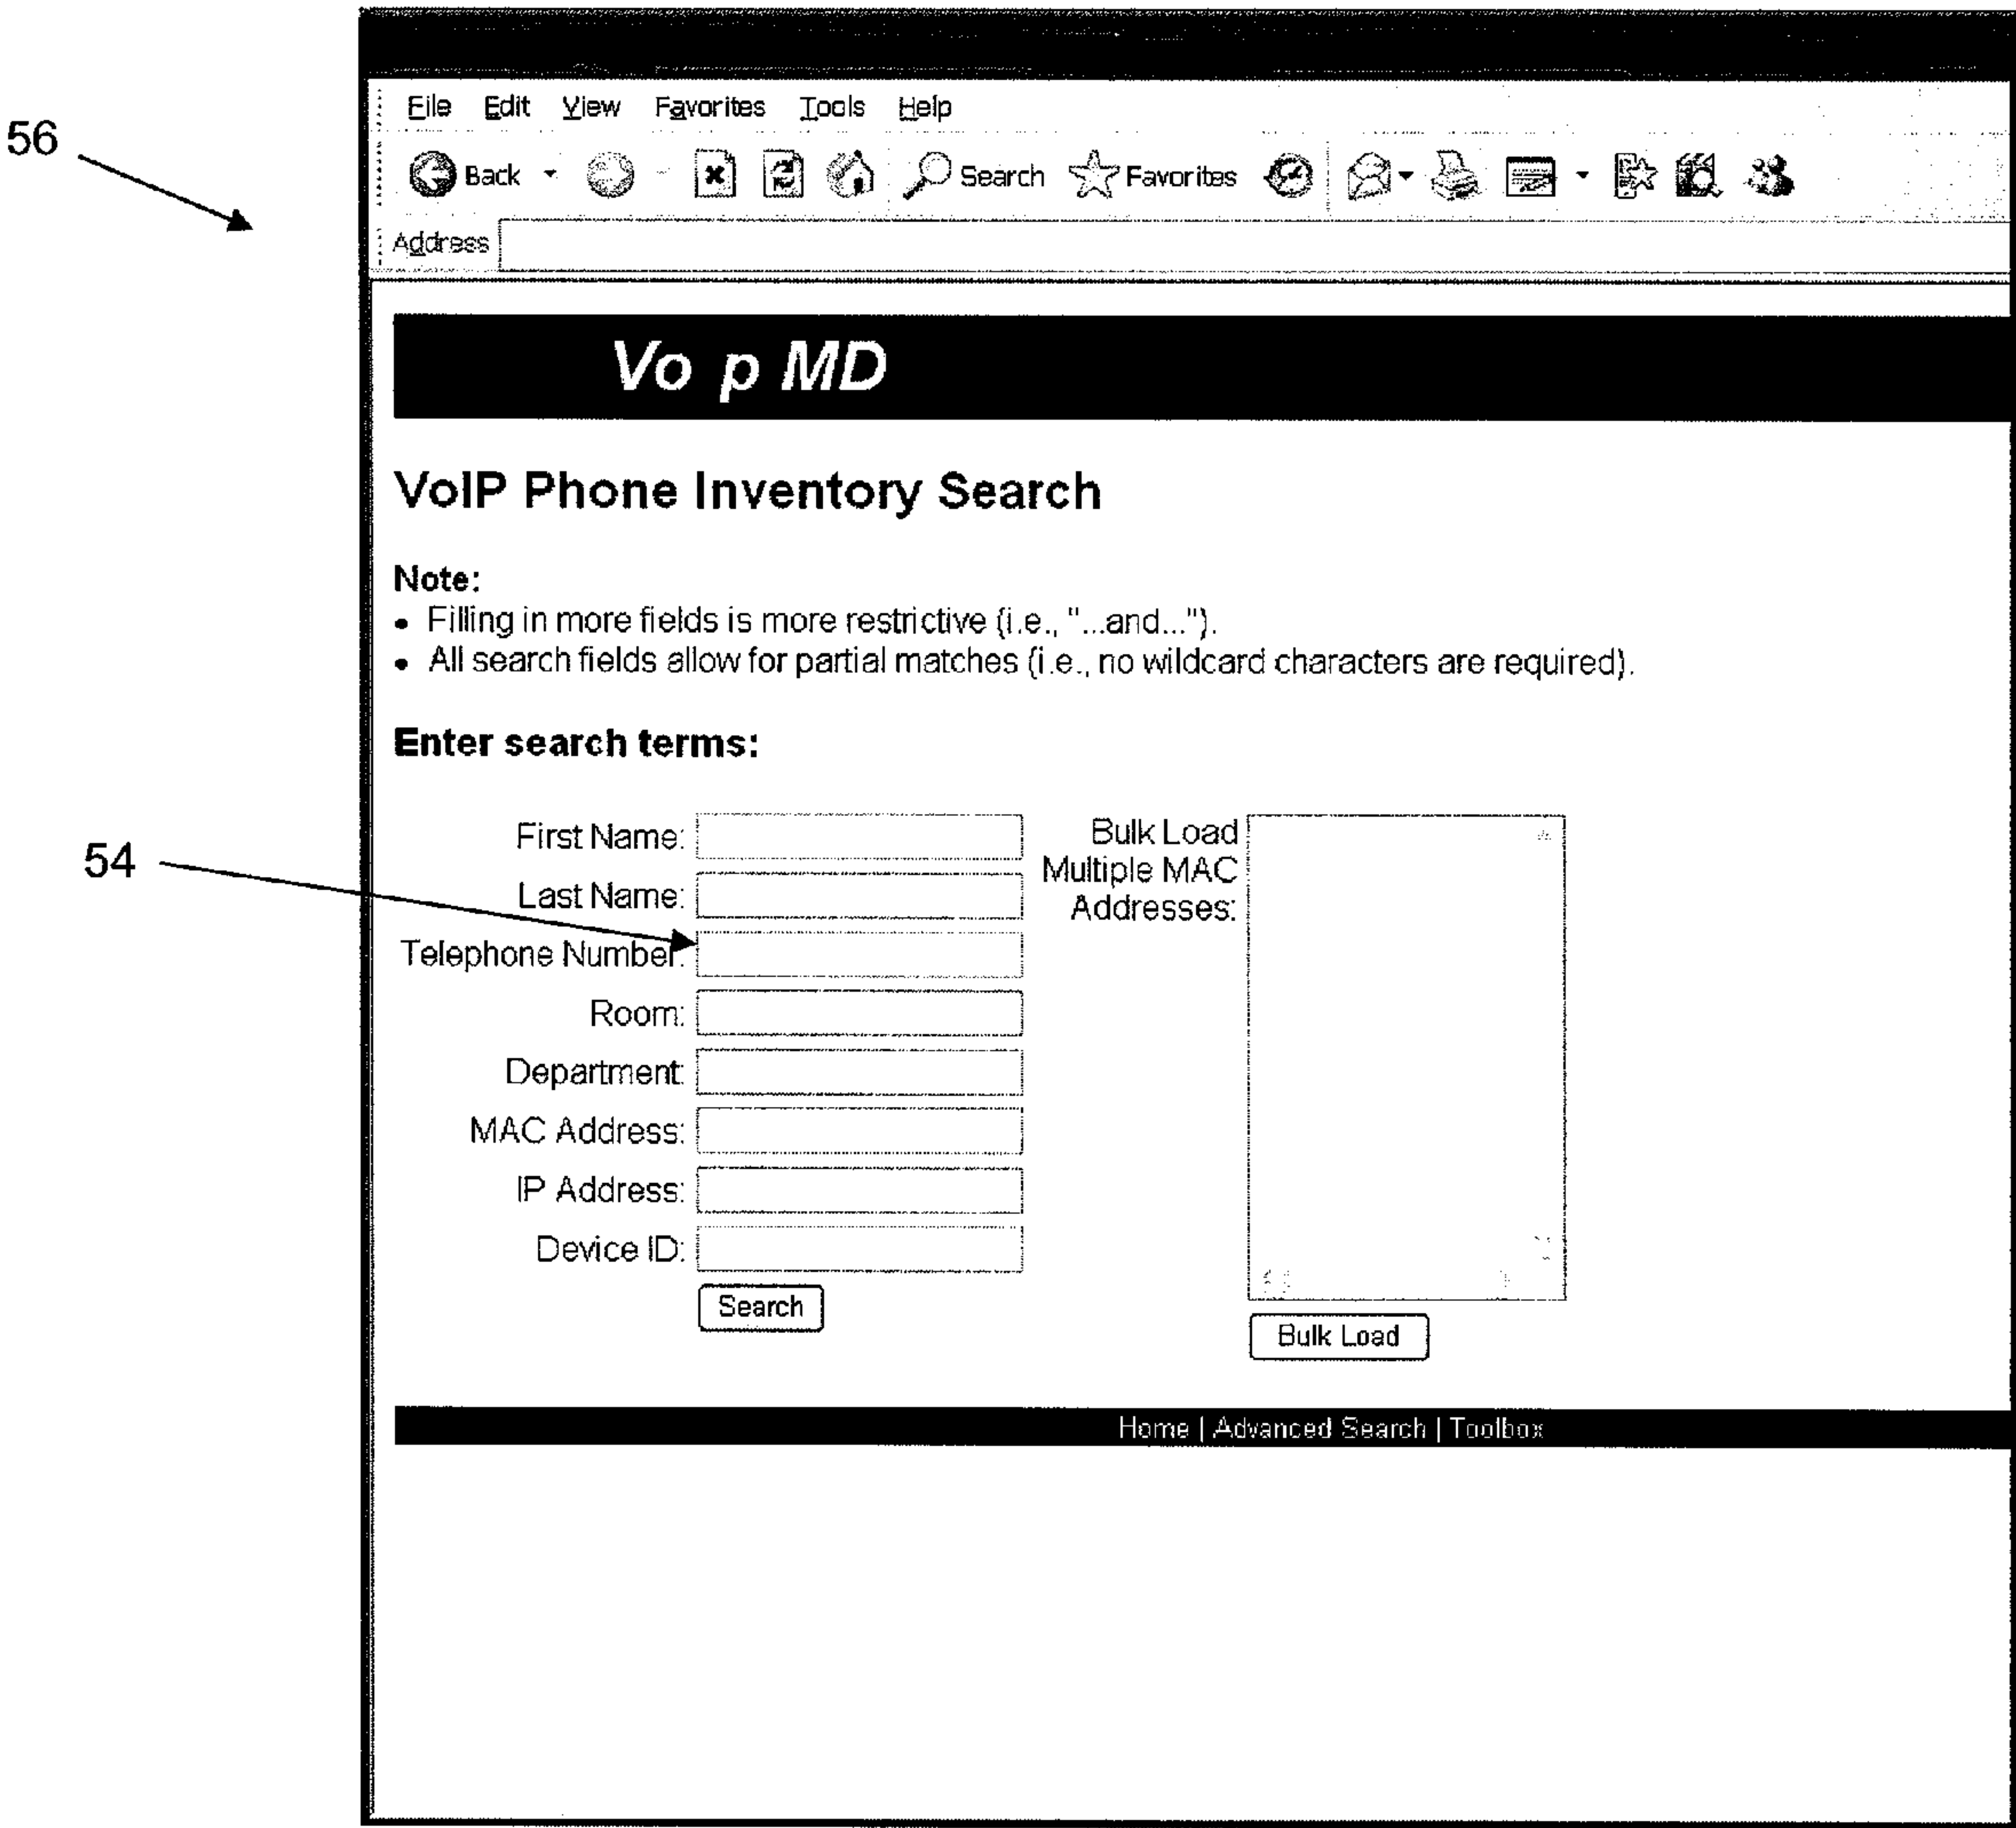 56
File Edit View Favorites Tools Help
Back Search Favorites
Address
Vo p MD
VoIP Phone Inventory Search
Note:
• Filling in more fields is more restrictive (i.e., "...and...").
• All search fields allow for partial matches (i.e., no wildcard characters are required).
Enter search terms:
54
First Name:
Last Name:
Telephone Number:
Room:
Department:
MAC Address:
IP Address:
Device ID:
Search
Bulk Load
Multiple MAC
Addresses:
Bulk Load
Home | Advanced Search | Toolbox